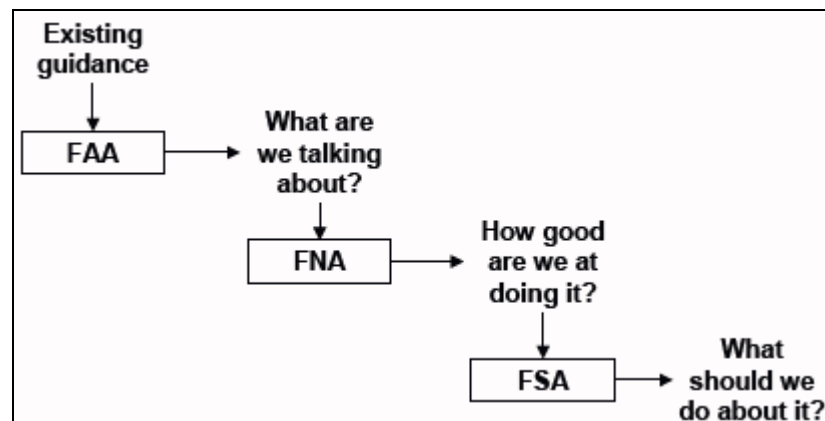 Existing
guidance
FAA
What are
we talking
about?
FNA
How good
are we at
doing it?
FSA
What
should we
do about it?